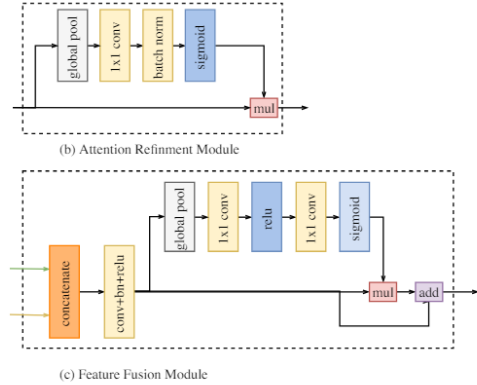 global pool
1x1 conv
batch norm
sigmoid
mul
(b) Attention Refinment Module
global pool
1x1 conv
relu
1x1 conv
sigmoid
concatenate
conv+bn+relu
mul
add
(c) Feature Fusion Module